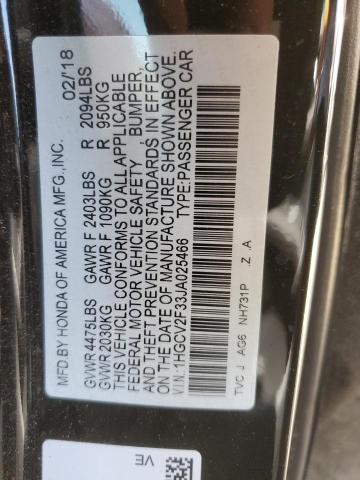 MFD.BY HONDA OF AMERICA MFG.,INC. 02/'18
GVWR 4475LBS GAWR F 2403LBS R 2094LBS
GVWR 2030KG GAWR F 1090KG R 950KG
THIS VEHICLE CONFORMS TO ALL APPLICABLE
FEDERAL MOTOR VEHICLE SAFETY, BUMPER,
AND THEFT PREVENTION STANDARDS IN EFFECT
ON THE DATE OF MANUFACTURE SHOWN ABOVE.
V.I.N.:1HGCV2F33JA025466 TYPE:PASSENGER CAR
TVC J AG6 NH731P .Z .A
VE